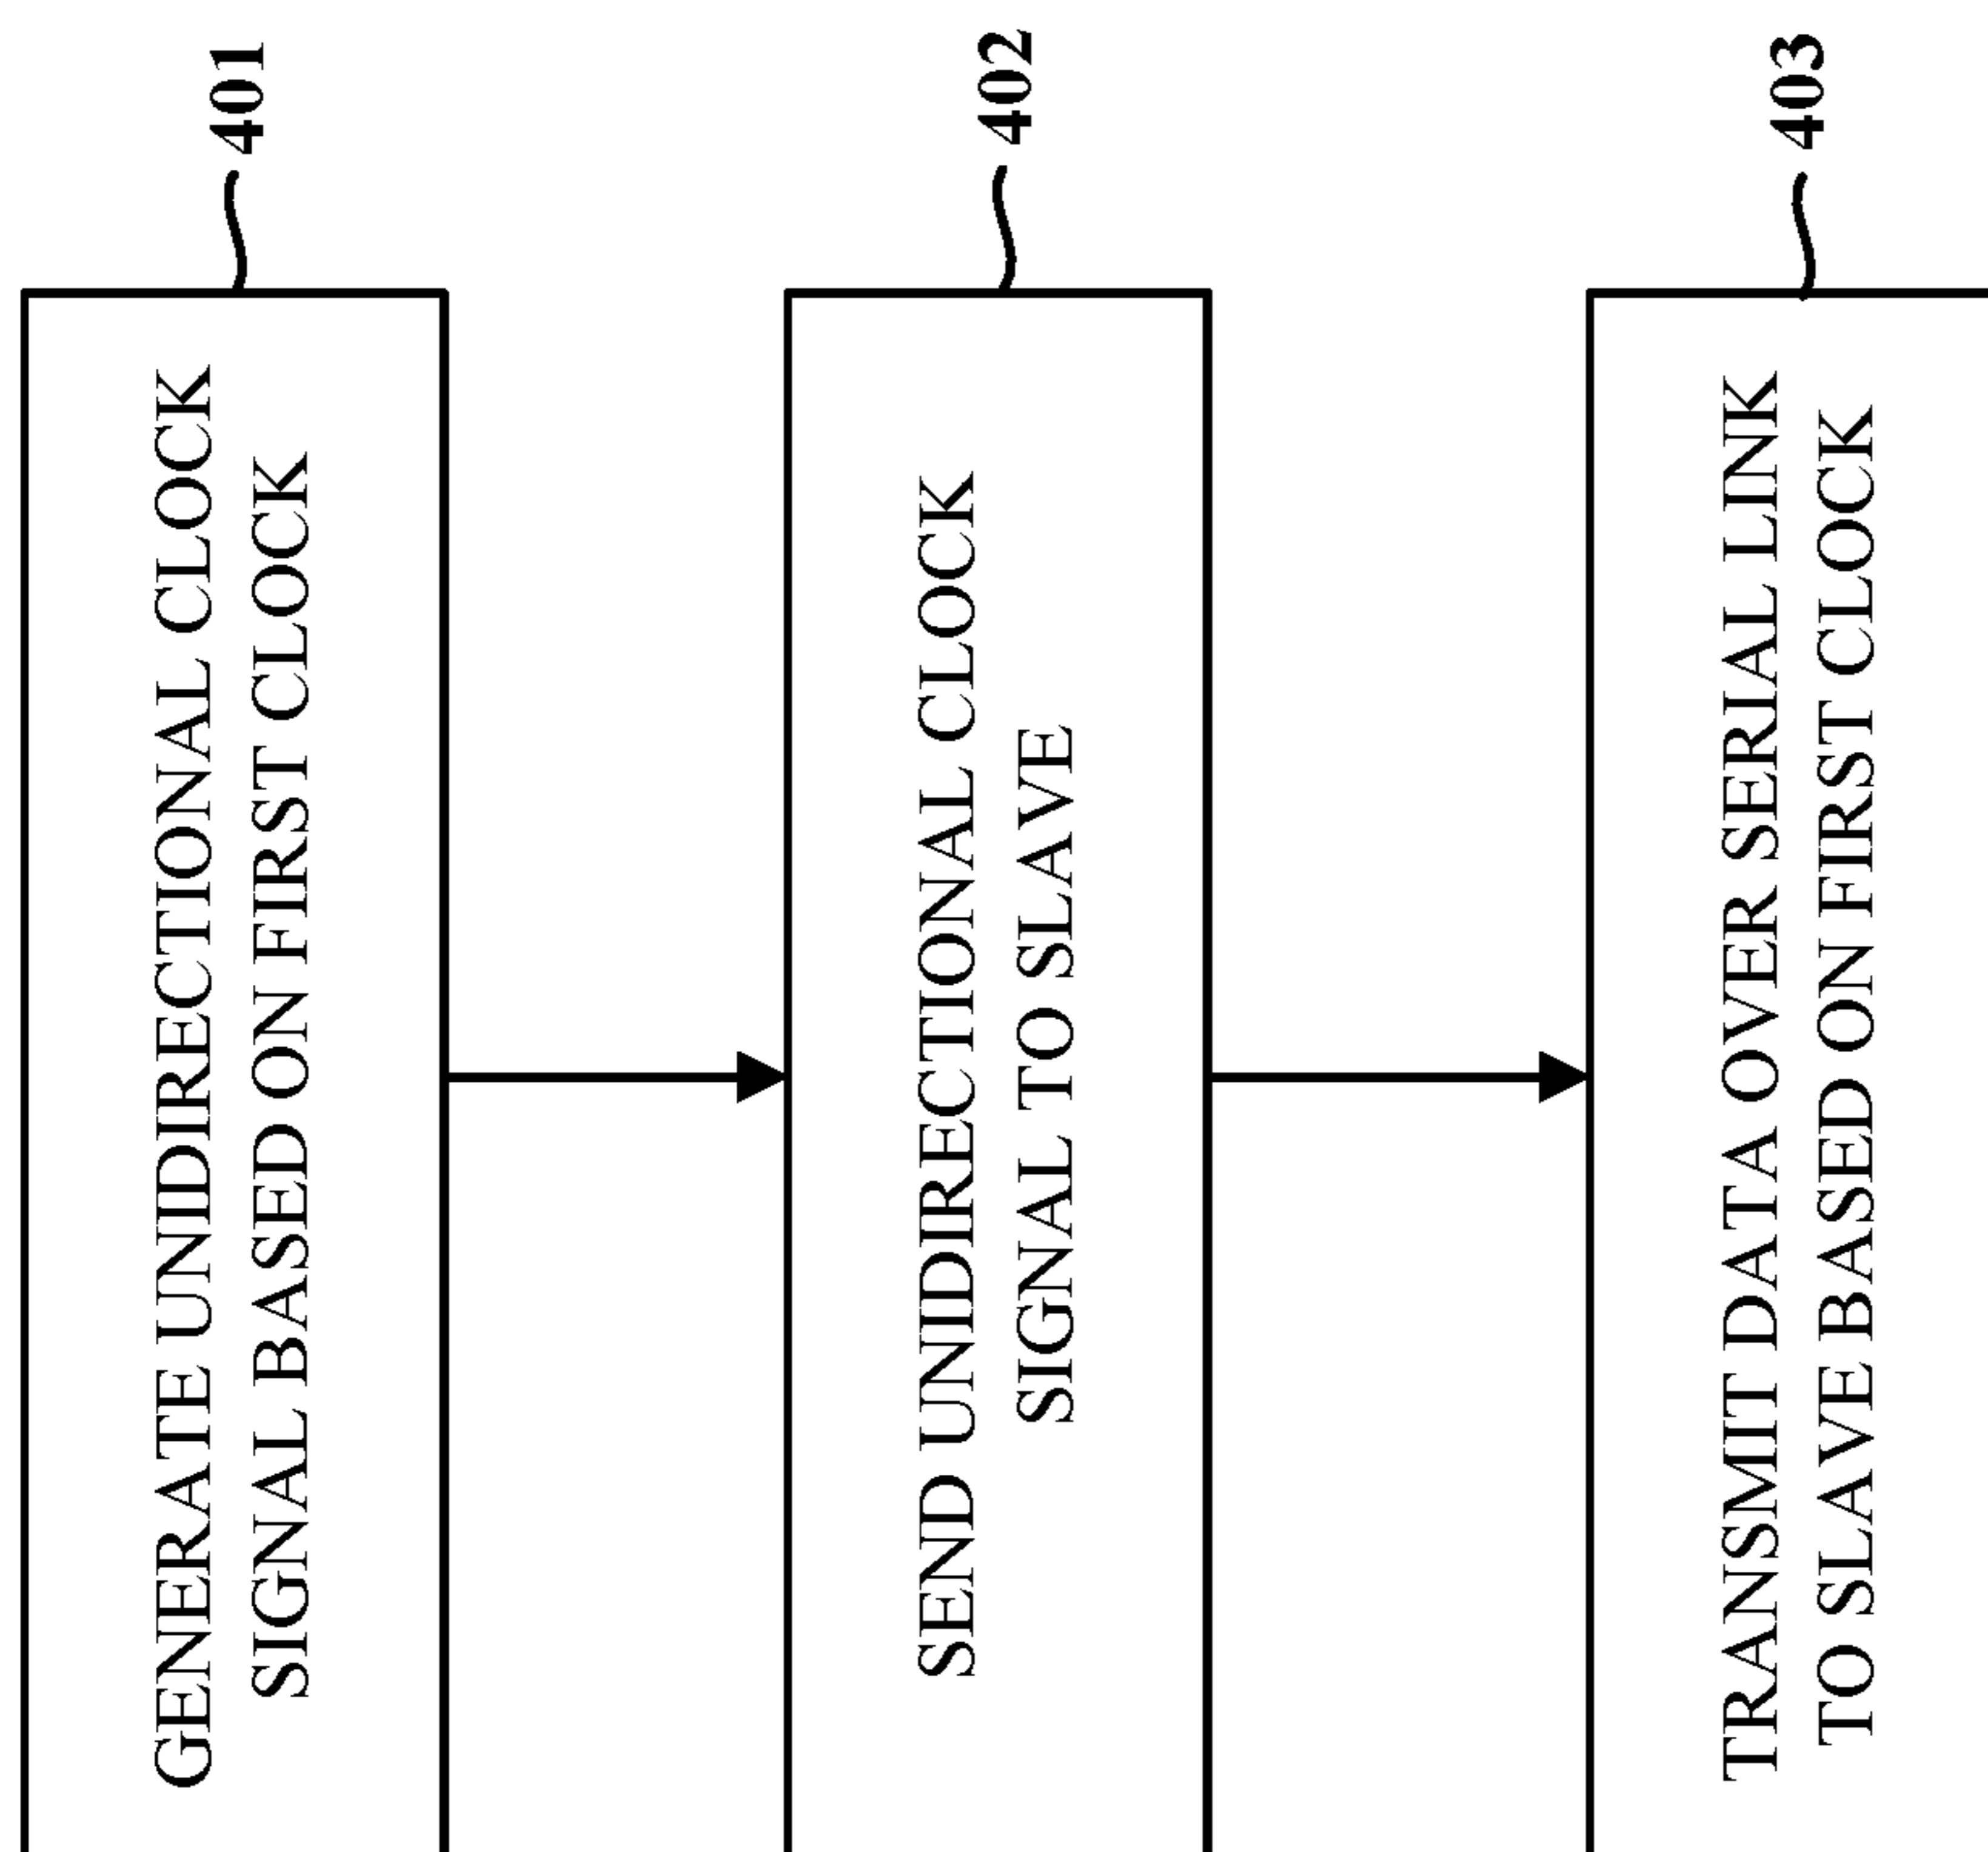 GENERATE UNIDIRECTIONAL CLOCK
SIGNAL BASED ON FIRST CLOCK
401
SEND UNIDIRECTIONAL CLOCK
SIGNAL TO SLAVE
402
TRANSMIT DATA OVER SERIAL LINK
TO SLAVE BASED ON FIRST CLOCK
403